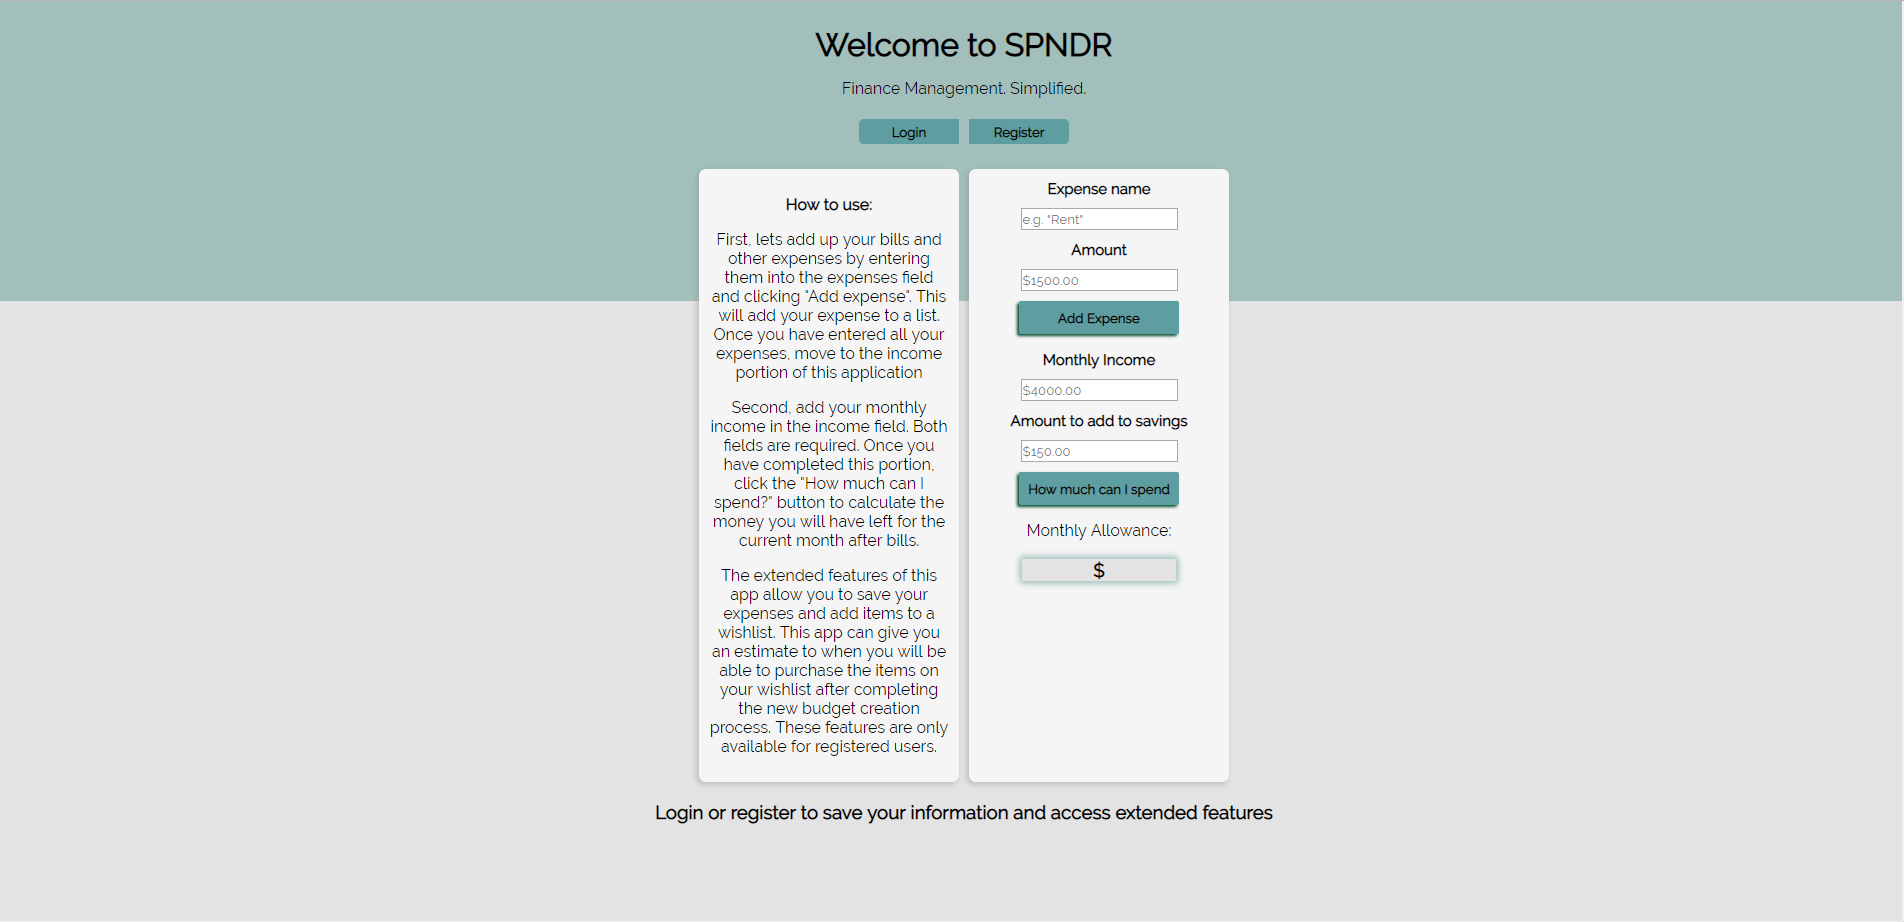 Welcome to SPNDR
Finance Management. Simplified.
Login
Register
How to use:
First, lets add up your bills and
other expenses by entering
them into the expenses field
and clicking "Add expense". This
will add your expense to a list.
Once you have entered all your
expenses, move to the income
portion of this application
Second, add your monthly
income in the income field. Both
fields are required. Once you
have completed this portion,
click the "How much can I
spend?" button to calculate the
money you will have left for the
current month after bills.
The extended features of this
app allow you to save your
expenses and add items to a
wishlist. This app can give you
an estimate to when you will be
able to purchase the items on
your wishlist after completing
the new budget creation
process. These features are only
available for registered users.
Expense name
e.g. "Rent"
Amount
$1500.00
Add Expense
Monthly Income
$4000.00
Amount to add to savings
$150.00
How much can I spend
Monthly Allowance:
$
Login or register to save your information and access extended features